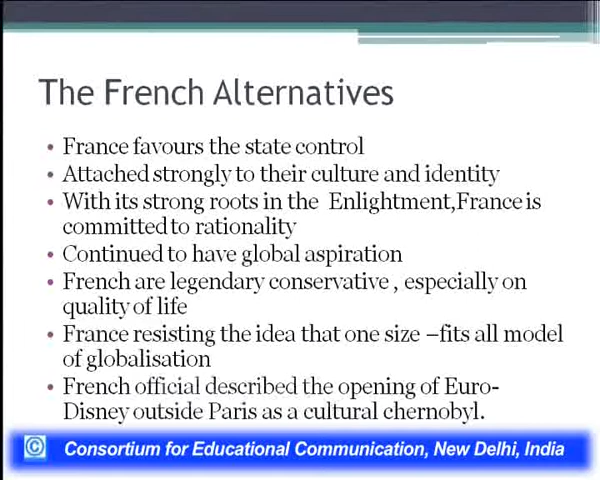 The French Alternatives
• France favours the state control
• Attached strongly to their culture and identity
• With its strong roots in the Enlightment,France is
committed to rationality
• Continued to have global aspiration
• French are legendary conservative , especially on
quality of life
• France resisting the idea that one size –fits all model
of globalisation
• French official described the opening of Euro-
Disney outside Paris as a cultural chernobyl.
© Consortium for Educational Communication, New Delhi, India